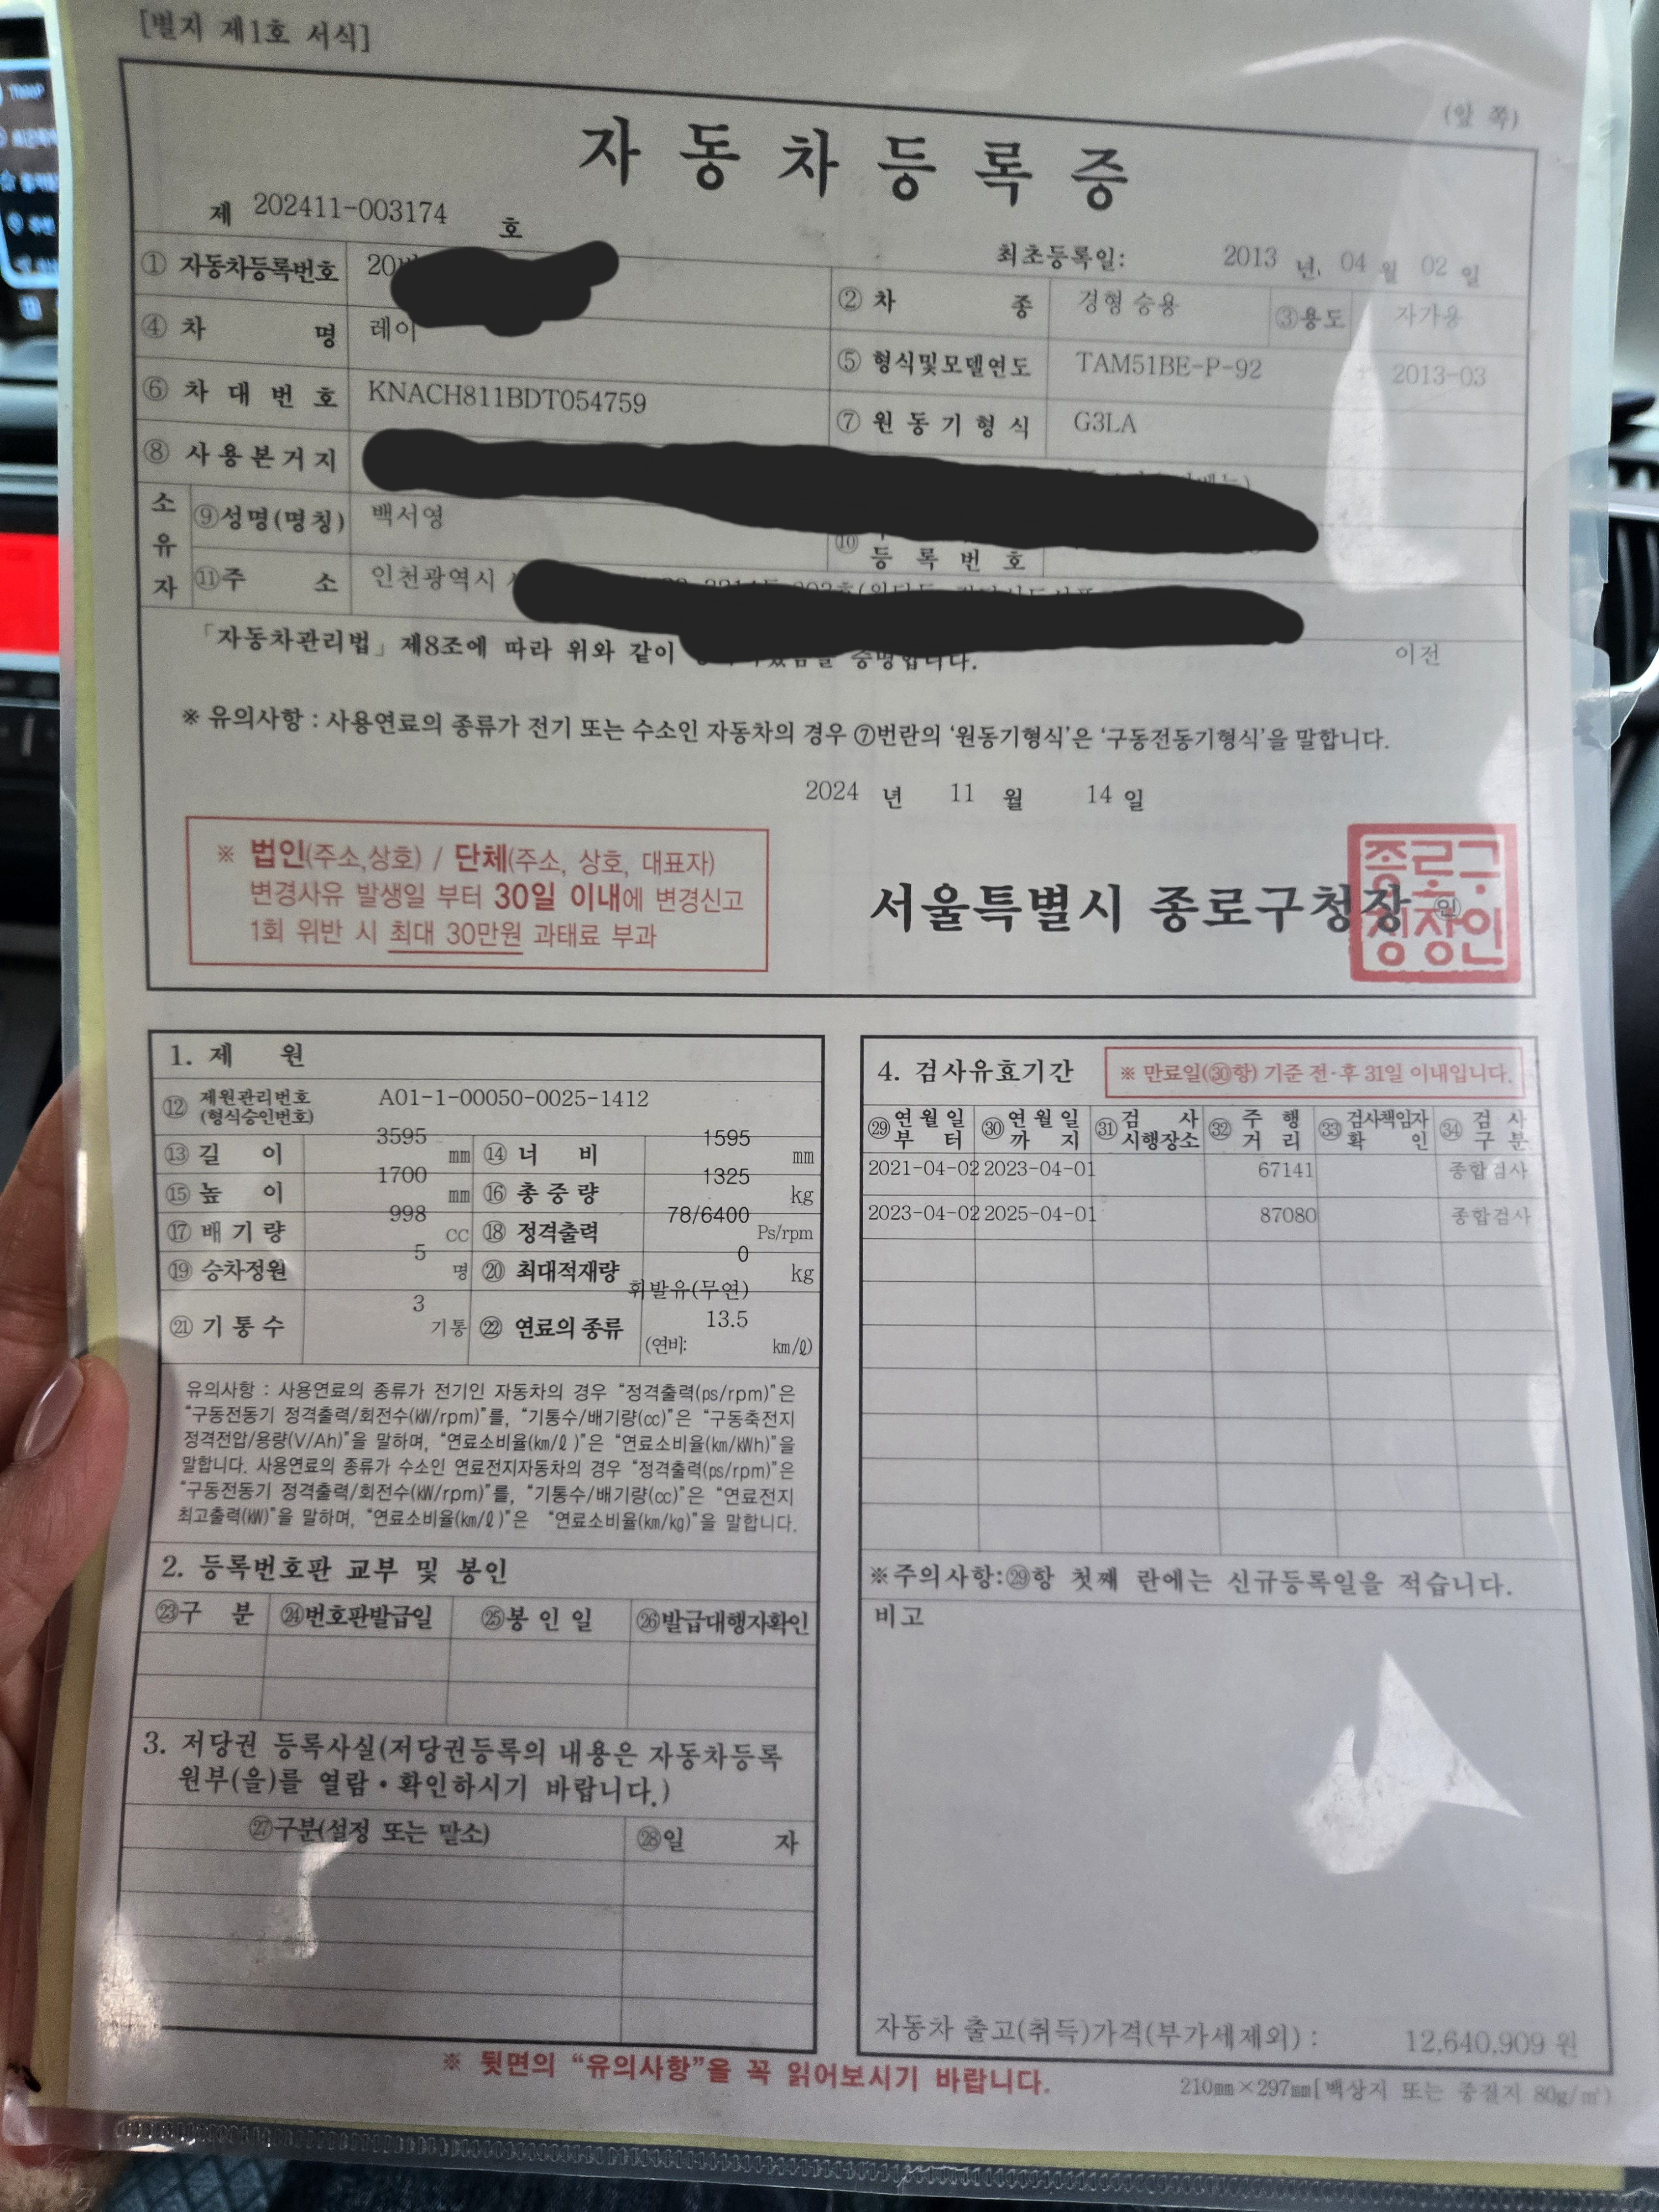 [별지 제1호 서식]
(앞 쪽)
자동차등록증
제 202411-003174 호
최초등록일: 2013 년 04 월 02 일
① 자동차등록번호 20
② 차 종 경형 승용 ③용도 자가용
④ 차 명 레이
⑤ 형식및모델연도 TAM51BE-P-92 2013-03
⑥ 차 대 번 호 KNACH811BDT054759
⑦ 원 동 기 형 식 G3LA
⑧ 사 용 본 거 지
소유자
⑨성명(명칭) 백서영
⑩
등 록 번 호
⑪주 소 인천광역시
「자동차관리법」 제8조에 따라 위와 같이 증명합니다.
이전
※ 유의사항 : 사용연료의 종류가 전기 또는 수소인 자동차의 경우 ⑦번란의 '원동기형식'은 '구동전동기형식'을 말합니다.
2024 년 11 월 14 일
※ 법인(주소,상호) / 단체(주소, 상호, 대표자)
변경사유 발생일 부터 30일 이내에 변경신고
1회 위반 시 최대 30만원 과태료 부과
서울특별시 종로구청장 인
종로구
청장인
1. 제 원
⑫ 제원관리번호 A01-1-00050-0025-1412
(형식승인번호)
⑬ 길 이 3595 mm ⑭ 너 비 1595 mm
⑮ 높 이 1700 mm ⑯ 총 중 량 1325 kg
⑰ 배 기 량 998 cc ⑱ 정격출력 78/6400 Ps/rpm
⑲ 승차정원 5 명 ⑳ 최대적재량 0 kg
㉑ 기 통 수 3 기통 ㉒ 연료의 종류 휘발유(무연)
13.5
(연비: km/ℓ)
유의사항 : 사용연료의 종류가 전기인 자동차의 경우 “정격출력(ps/rpm)”은
“구동전동기 정격출력/회전수(kW/rpm)”를, “기통수/배기량(cc)”은 “구동축전지
정격전압/용량(V/Ah)”을 말하며, “연료소비율(km/ℓ)”은 “연료소비율(km/kWh)”을
말합니다. 사용연료의 종류가 수소인 연료전지자동차의 경우 “정격출력(ps/rpm)”은
“구동전동기 정격출력/회전수(kW/rpm)”를, “기통수/배기량(cc)”은 “연료전지
최고출력(kW)”을 말하며, “연료소비율(km/ℓ)”은 “연료소비율(km/kg)”을 말합니다.
2. 등록번호판 교부 및 봉인
㉓구 분 ㉔번호판발급일 ㉕봉 인 일 ㉖발급대행자확인
3. 저당권 등록사실(저당권등록의 내용은 자동차등록
원부(을)를 열람·확인하시기 바랍니다.)
㉗구분(설정 또는 말소) ㉘일 자
4. 검사유효기간
※ 만료일(㉚항) 기준 전·후 31일 이내입니다.
㉙ 연 월 일 부 터 ㉚ 연 월 일 까 지 ㉛ 검 사 시행장소 ㉜ 주 행 거 리 ㉝ 검사책임자 확 인 ㉞ 검 사 구 분
2021-04-02 2023-04-01 67141 종합검사
2023-04-02 2025-04-01 87080 종합검사
※주의사항:㉙항 첫째 란에는 신규등록일을 적습니다.
비고
자동차 출고(취득)가격(부가세제외) : 12,640,909 원
※ 뒷면의 “유의사항”을 꼭 읽어보시기 바랍니다.
210㎜×297㎜[백상지 또는 중질지 80g/㎡)